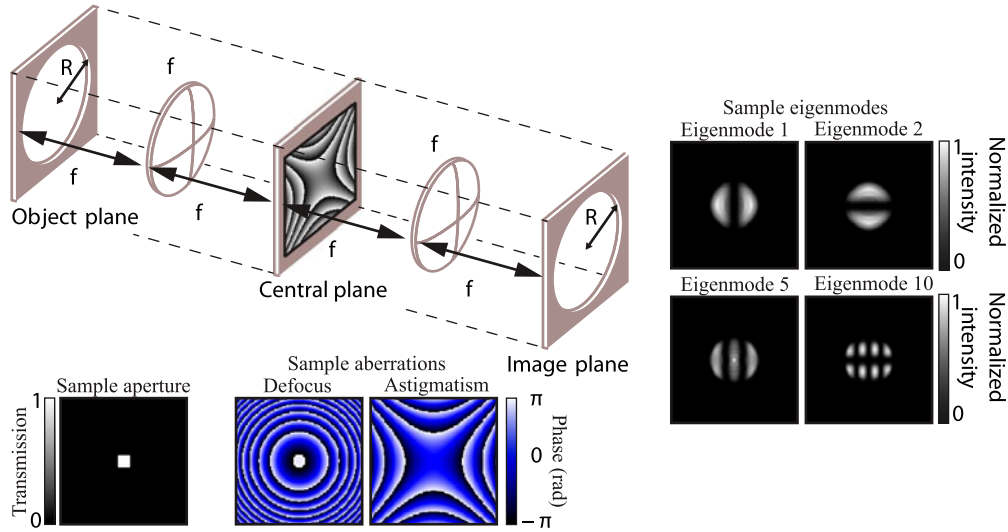 R
f
f
f
Object plane
f
f
f
Central plane
R
Image plane
Sample eigenmodes
Eigenmode 1
Eigenmode 2
1
0
Normalized
intensity
Eigenmode 5
Eigenmode 10
1
0
Normalized
intensity
Sample aperture
1
0
Transmission
Sample aberrations
Defocus
Astigmatism
π
0
−π
Phase (rad)